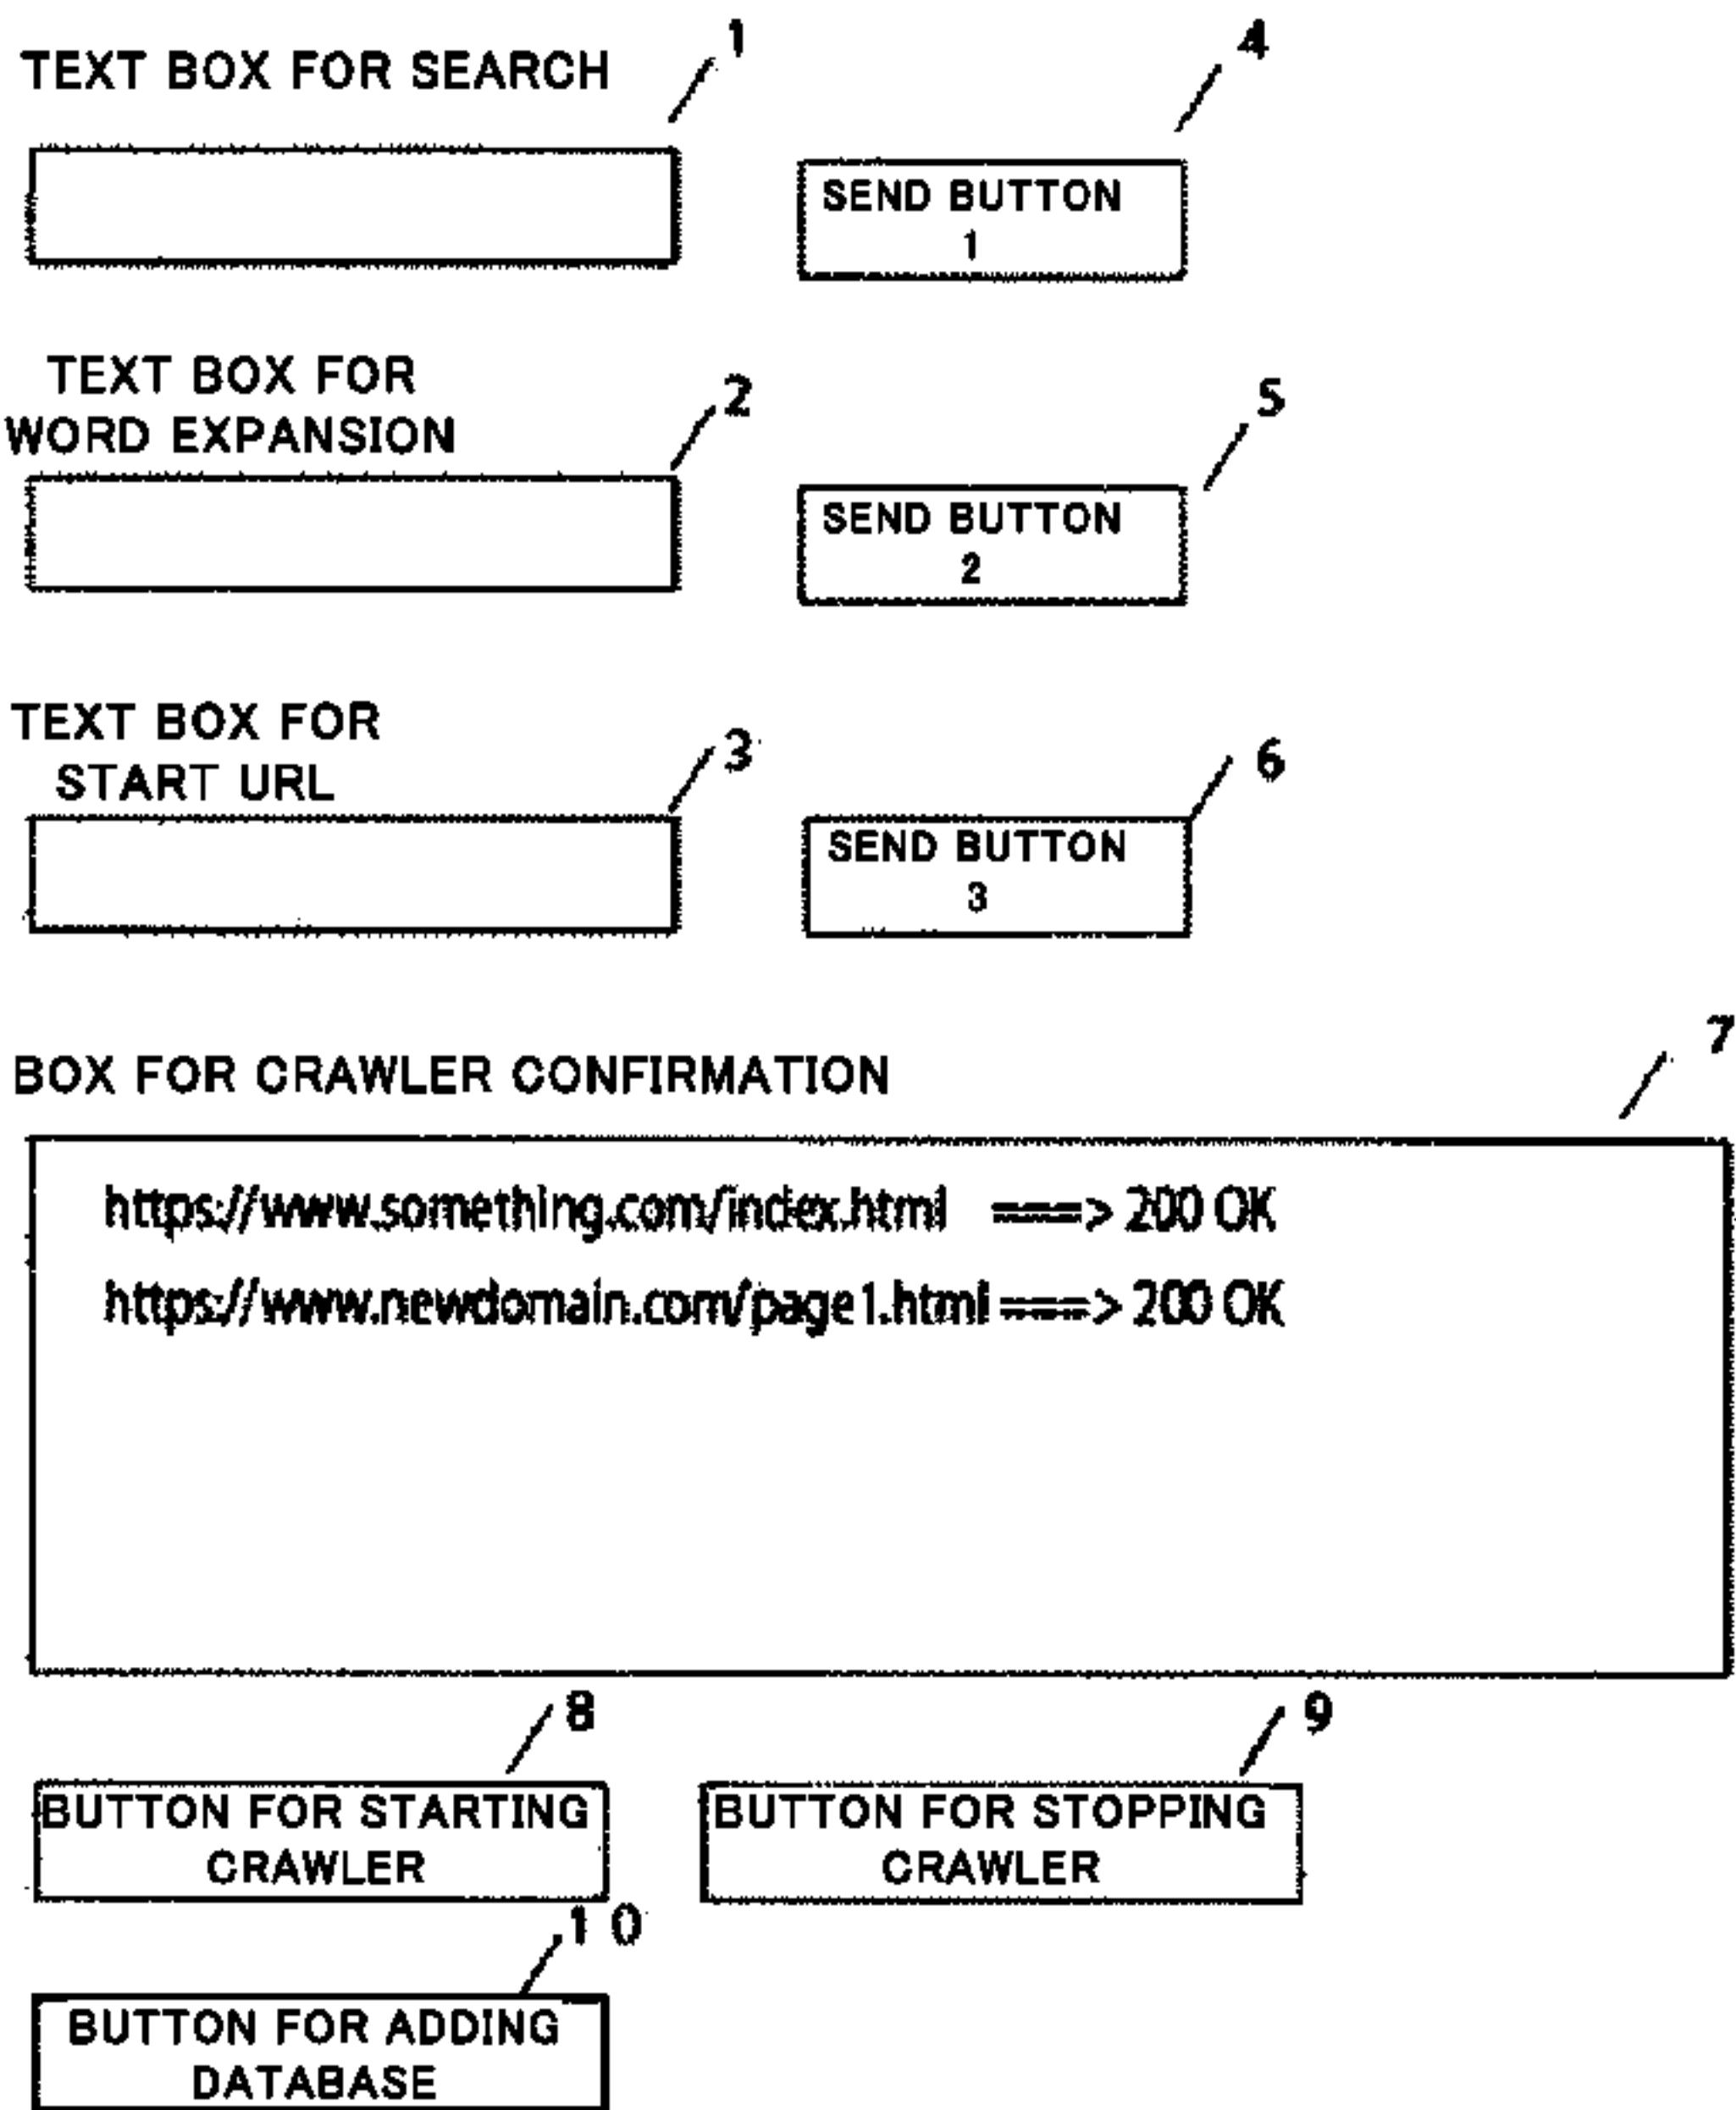 1
4
TEXT BOX FOR SEARCH
SEND BUTTON
1
TEXT BOX FOR
WORD EXPANSION
2
5
SEND BUTTON
2
TEXT BOX FOR
START URL
3
6
SEND BUTTON
3
7
BOX FOR CRAWLER CONFIRMATION
https://www.something.com/index.html ====> 200 OK
https://www.newdomain.com/page1.html ====> 200 OK
8
9
BUTTON FOR STARTING
CRAWLER
BUTTON FOR STOPPING
CRAWLER
10
BUTTON FOR ADDING
DATABASE